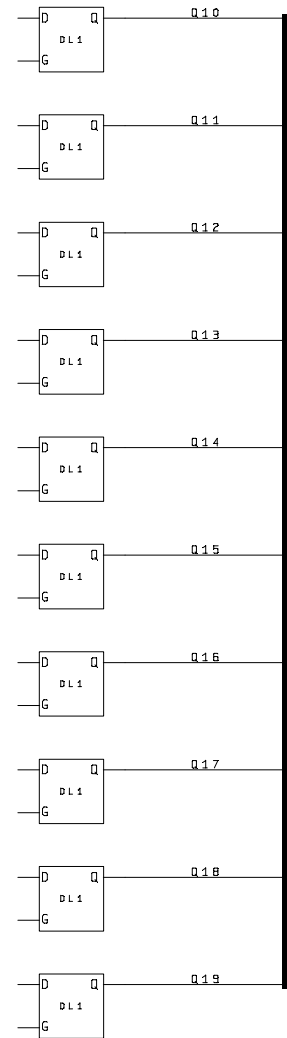 D Q Q10
DL1
G
D Q Q11
DL1
G
D Q Q12
DL1
G
D Q Q13
DL1
G
D Q Q14
DL1
G
D Q Q15
DL1
G
D Q Q16
DL1
G
D Q Q17
DL1
G
D Q Q18
DL1
G
D Q Q19
DL1
G